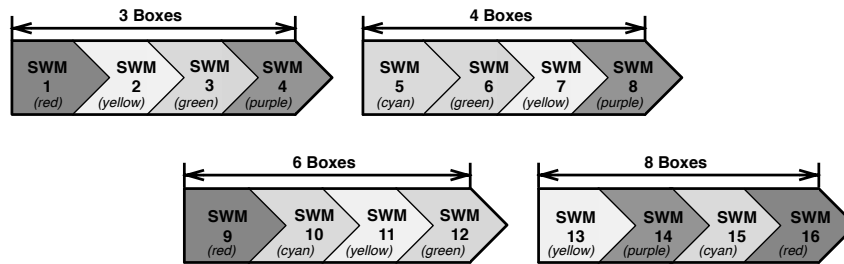 3 Boxes
4 Boxes
SWM SWM SWM SWM
1 2 3 4
(red) (yellow) (green) (purple)
SWM SWM SWM SWM
5 6 7 8
(cyan) (green) (yellow) (purple)
6 Boxes
8 Boxes
SWM SWM SWM SWM
9 10 11 12
(red) (cyan) (yellow) (green)
SWM SWM SWM SWM
13 14 15 16
(yellow) (purple) (cyan) (red)